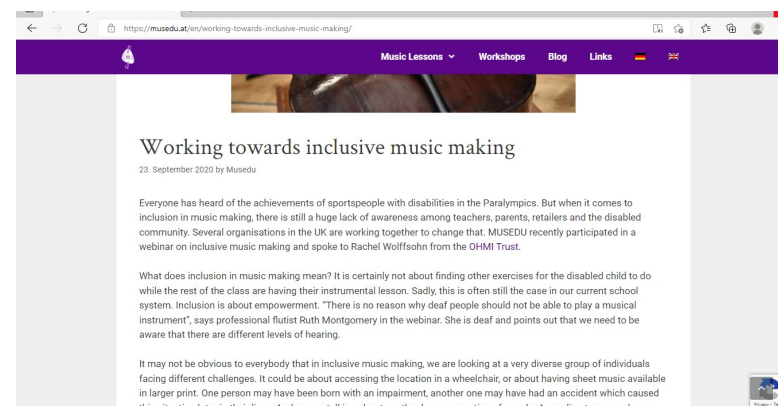 https://musedu.at/en/working-towards-inclusive-music-making/
Music Lessons Workshops Blog Links
Working towards inclusive music making
23. September 2020 by Musedu
Everyone has heard of the achievements of sportspeople with disabilities in the Paralympics. But when it comes to
inclusion in music making, there is still a huge lack of awareness among teachers, parents, retailers and the disabled
community. Several organisations in the UK are working together to change that. MUSEDU recently participated in a
webinar on inclusive music making and spoke to Rachel Wolffsohn from the OHMI Trust.
What does inclusion in music making mean? It is certainly not about finding other exercises for the disabled child to do
while the rest of the class are having their instrumental lesson. Sadly, this is often still the case in our current school
system. Inclusion is about empowerment. “There is no reason why deaf people should not be able to play a musical
instrument”, says professional flutist Ruth Montgomery in the webinar. She is deaf and points out that we need to be
aware that there are different levels of hearing.
It may not be obvious to everybody that in inclusive music making, we are looking at a very diverse group of individuals
facing different challenges. It could be about accessing the location in a wheelchair, or about having sheet music available
in larger print. One person may have been born with an impairment, another one may have had an accident which caused